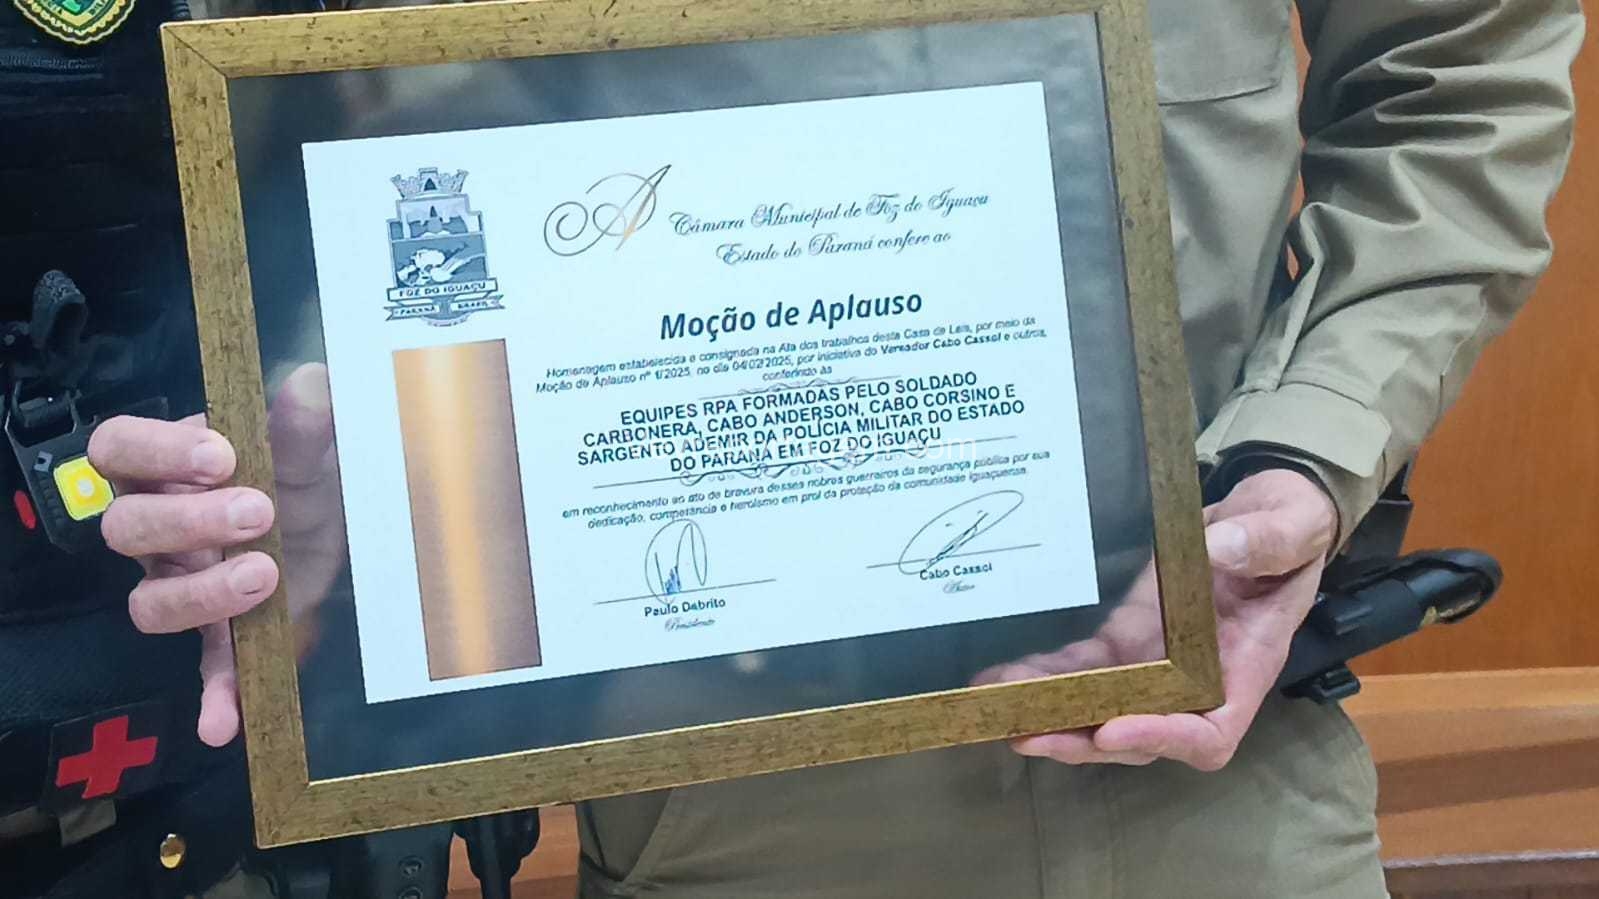 A Câmara Municipal de Foz do Iguaçu
Estado do Paraná confere ao
FOZ DO IGUAÇU
PARANÁ BRASIL
Moção de Aplauso
Homenagem estabelecida e consignada na Ata dos trabalhos desta Casa de Leis, por meio da
Moção de Aplauso nº 1/2025, no dia 04/02/2025, por iniciativa do Vereador Cabo Cassol e outros,
conferindo às
EQUIPES RPA FORMADAS PELO SOLDADO
CARBONERA, CABO ANDERSON, CABO CORSINO E
SARGENTO ADEMIR DA POLÍCIA MILITAR DO ESTADO
DO PARANÁ EM FOZ DO IGUAÇU
em reconhecimento ao ato de bravura desses nobres guerreiros da segurança pública por sua
dedicação, competência e heroísmo em prol da proteção da comunidade iguaçuense.
Paulo Debrito
Presidente
Cabo Cassol
Autor